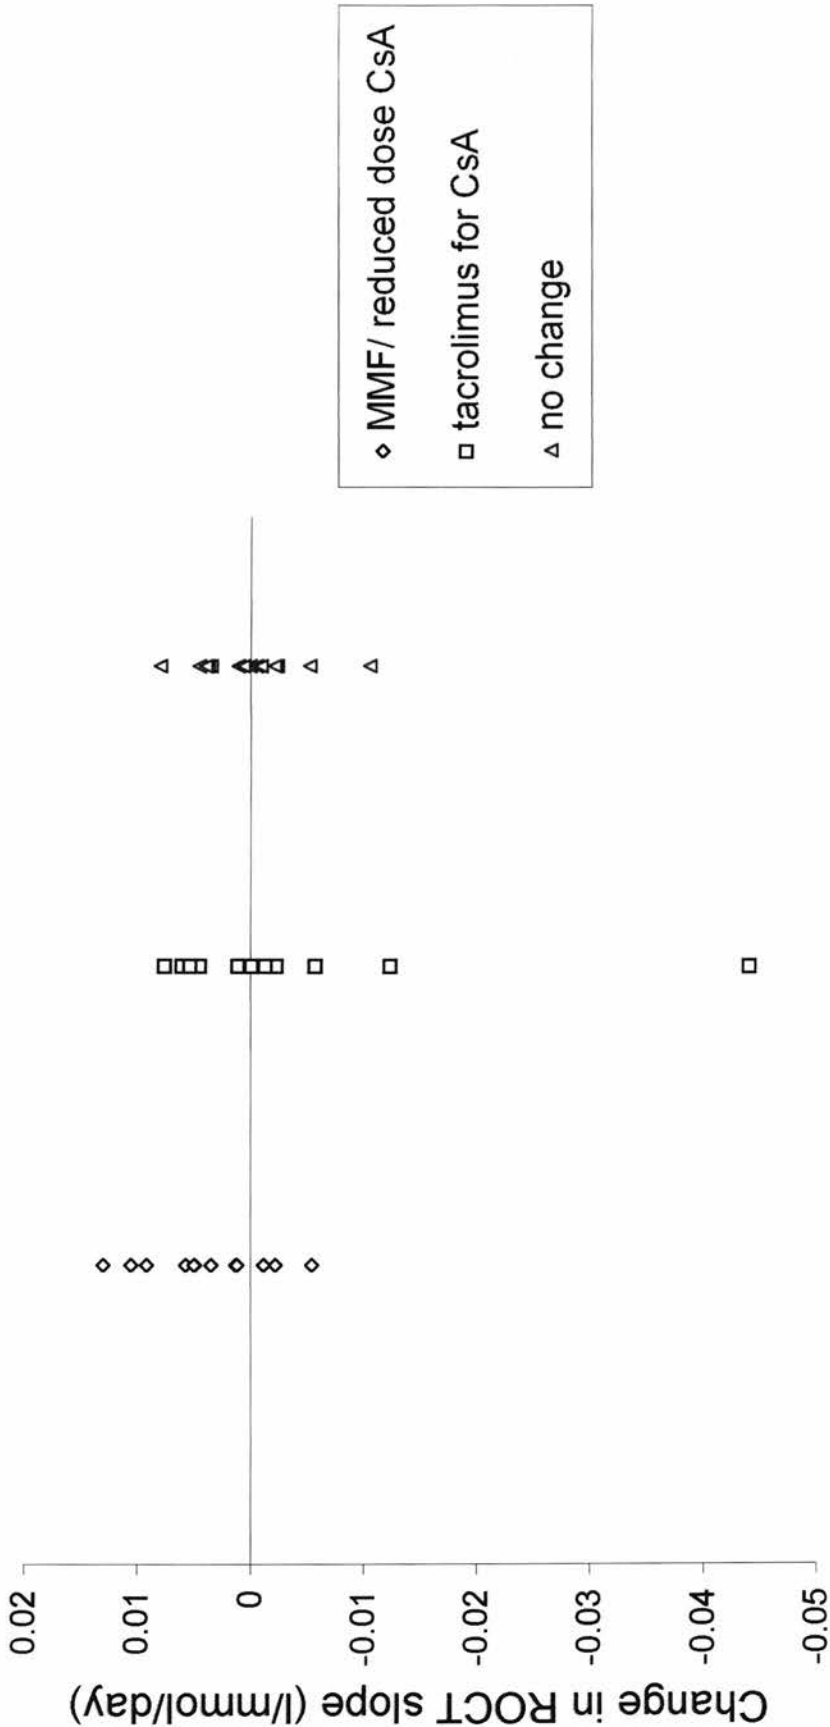 Change in ROCT slope (l/mmol/day)
0.02
0.01
0
-0.01
-0.02
-0.03
-0.04
-0.05
MMF/ reduced dose CsA
tacrolimus for CsA
no change